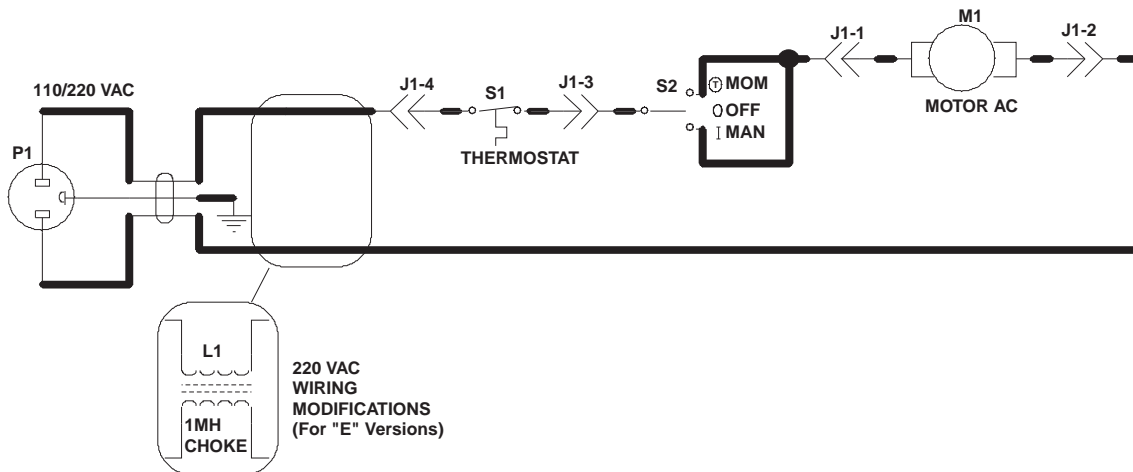 M1
J1-1
J1-2
S2
MOM
OFF
MAN
MOTOR AC
110/220 VAC
J1-4
S1
J1-3
THERMOSTAT
P1
L1
1MH
CHOKE
220 VAC
WIRING
MODIFICATIONS
(For "E" Versions)